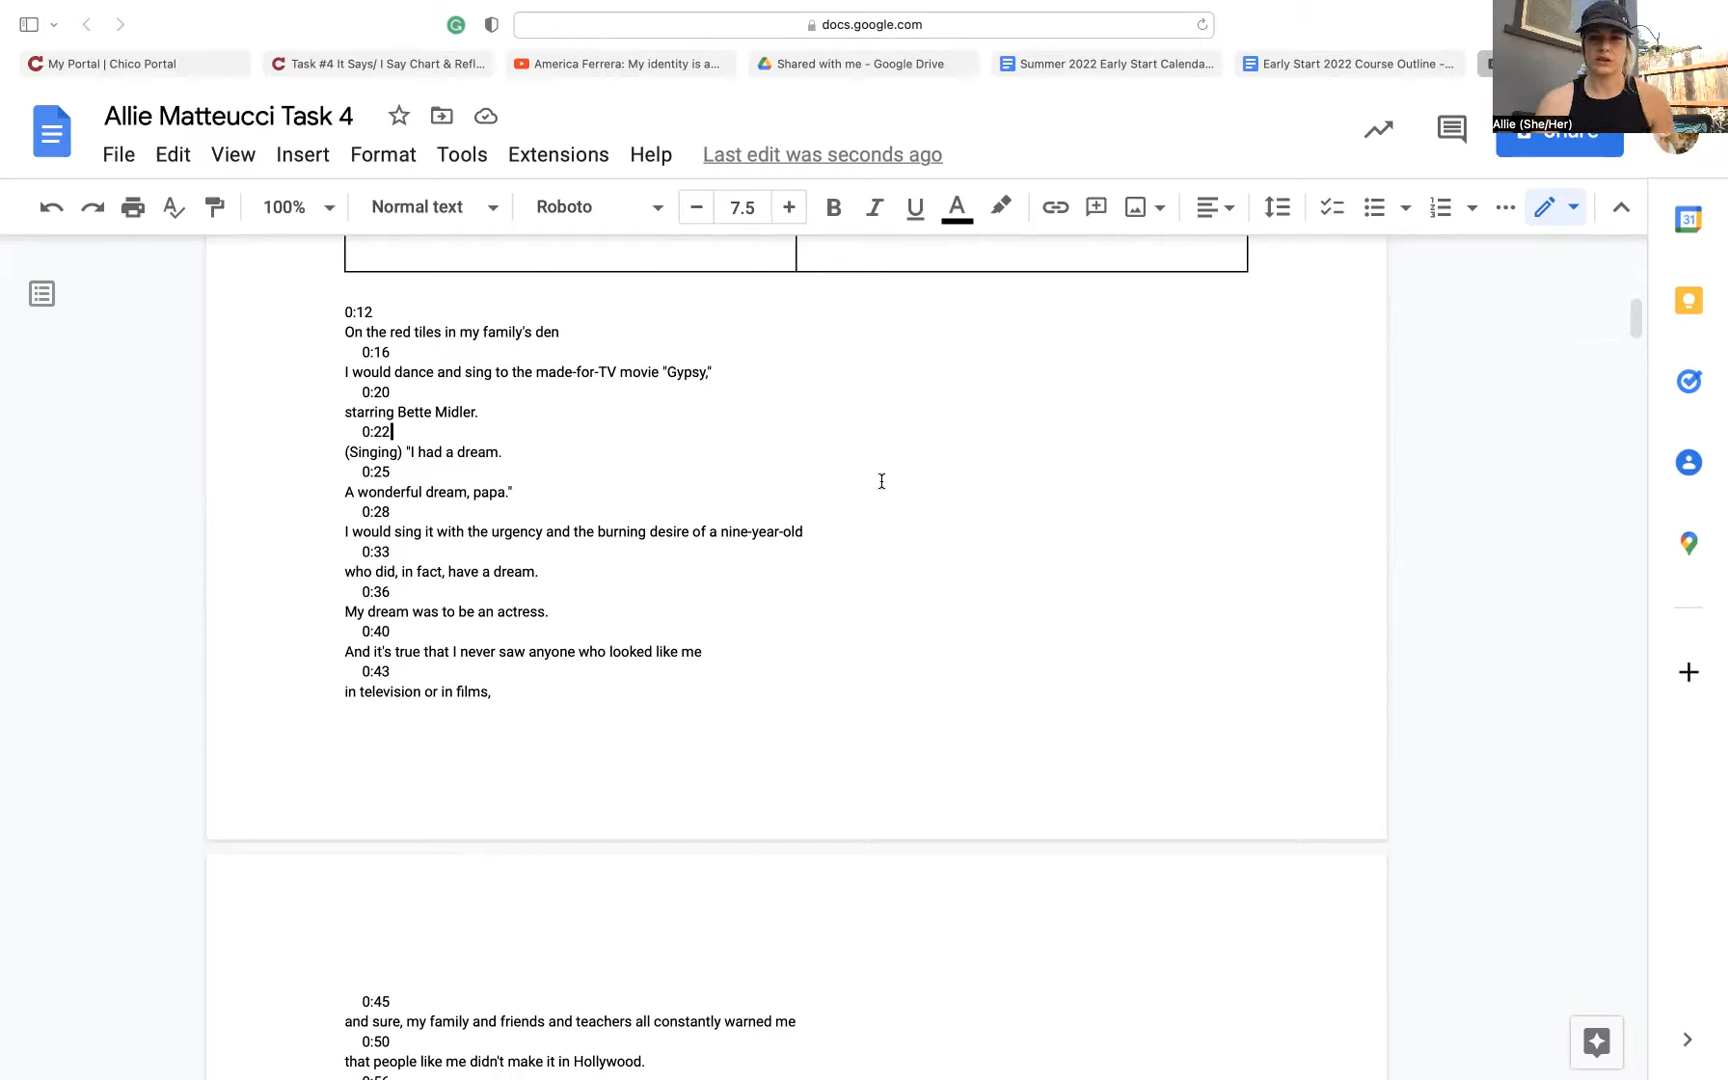 docs.google.com
My Portal | Chico Portal
Task #4 It Says/ I Say Chart & Refl...
America Ferrera: My identity is a...
Shared with me - Google Drive
Summer 2022 Early Start Calenda...
Early Start 2022 Course Outline -...
Allie (She/Her)
Allie Matteucci Task 4
Share
File Edit View Insert Format Tools Extensions Help Last edit was seconds ago
100% Normal text Roboto 7.5 B I U A
31
0:12
On the red tiles in my family's den
0:16
I would dance and sing to the made-for-TV movie "Gypsy,"
0:20
starring Bette Midler.
0:22
(Singing) "I had a dream.
0:25
A wonderful dream, papa."
0:28
I would sing it with the urgency and the burning desire of a nine-year-old
0:33
who did, in fact, have a dream.
0:36
My dream was to be an actress.
0:40
And it's true that I never saw anyone who looked like me
0:43
in television or in films,
0:45
and sure, my family and friends and teachers all constantly warned me
0:50
that people like me didn't make it in Hollywood.
0:56